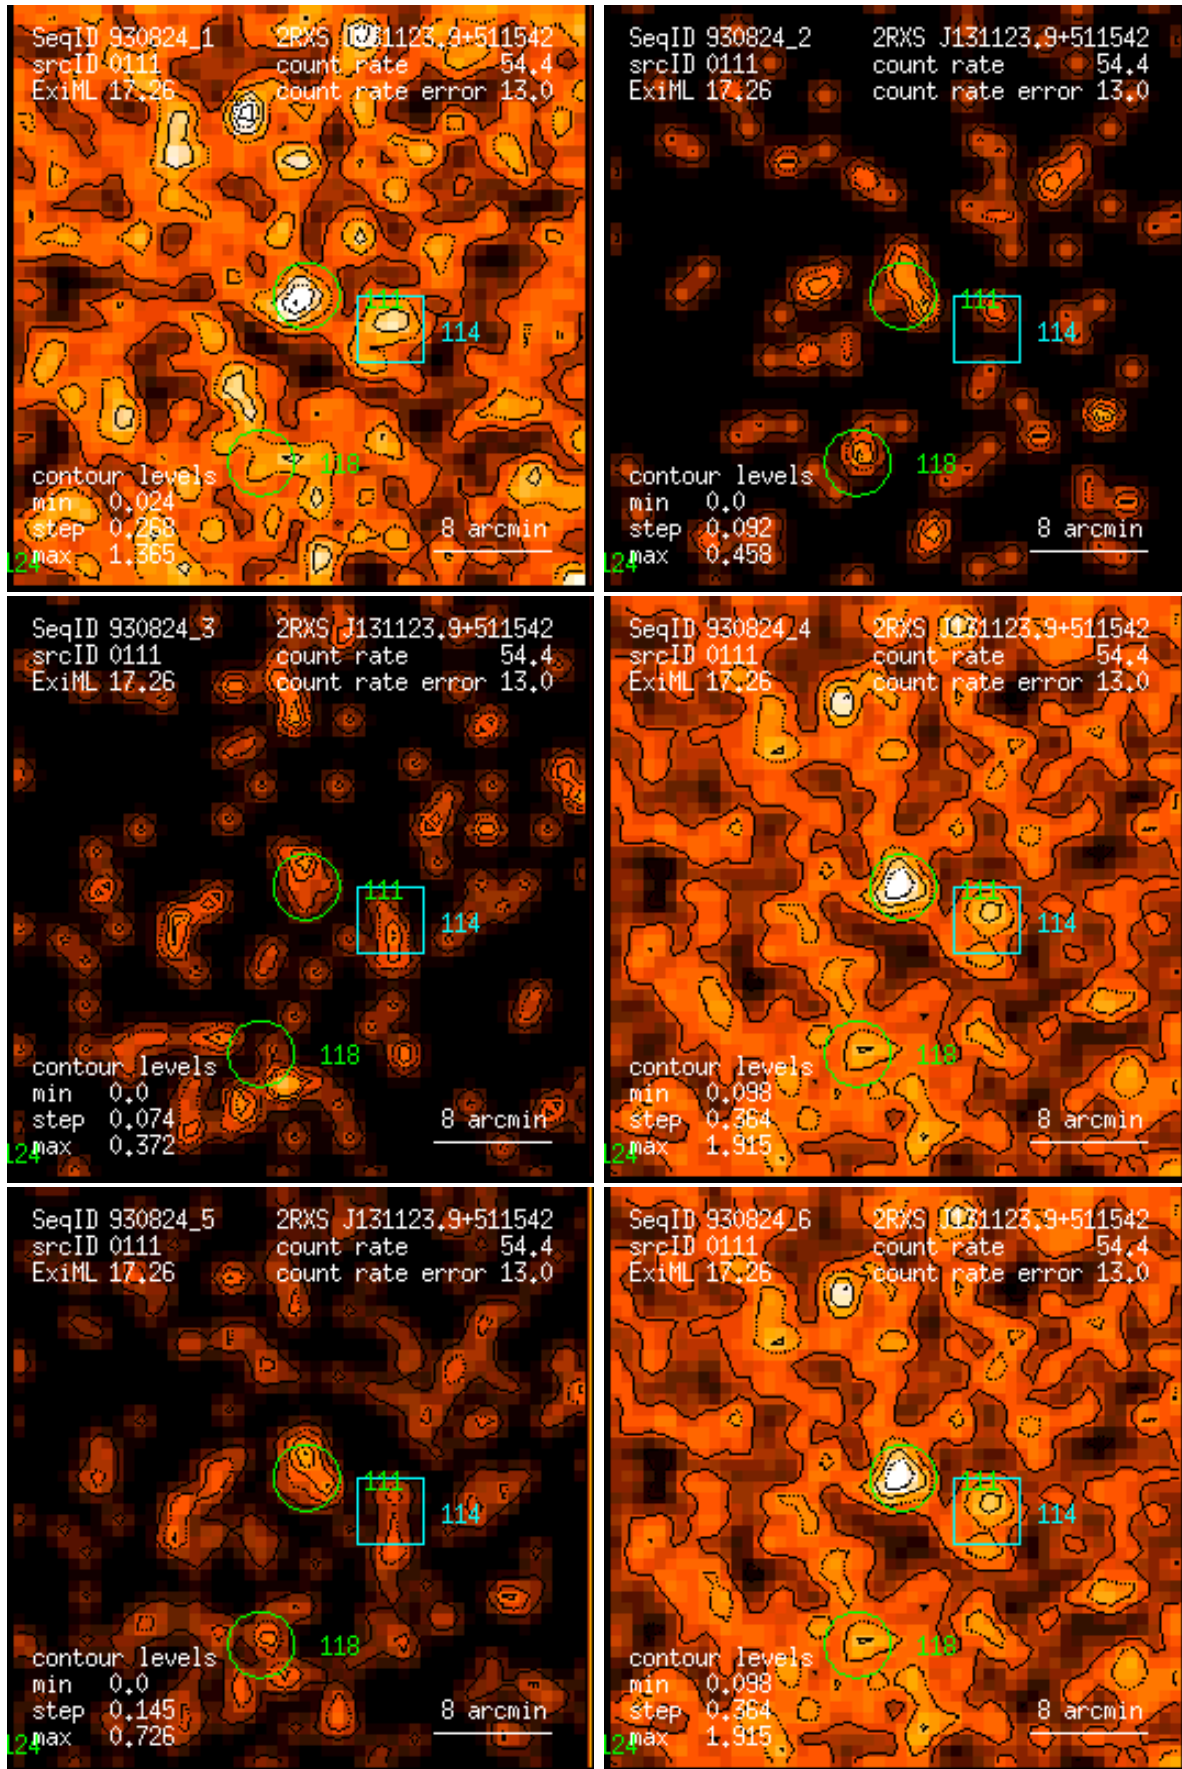 SeqID 930824_1 2RXS J131123.9+511542
srcID 0111 count rate 54.4
ExiML 17.26 count rate error 13.0
111
114
118
contour levels
min 0.024
step 0.268 8 arcmin
max 1.365
124
SeqID 930824_2 2RXS J131123.9+511542
srcID 0111 count rate 54.4
ExiML 17.26 count rate error 13.0
111
114
118
contour levels
min 0.0
step 0.092 8 arcmin
max 0.458
124
SeqID 930824_3 2RXS J131123.9+511542
srcID 0111 count rate 54.4
ExiML 17.26 count rate error 13.0
111
114
118
contour levels
min 0.0
step 0.074 8 arcmin
max 0.372
124
SeqID 930824_4 2RXS J131123.9+511542
srcID 0111 count rate 54.4
ExiML 17.26 count rate error 13.0
111
114
118
contour levels
min 0.098
step 0.364 8 arcmin
max 1.915
124
SeqID 930824_5 2RXS J131123.9+511542
srcID 0111 count rate 54.4
ExiML 17.26 count rate error 13.0
111
114
118
contour levels
min 0.0
step 0.145 8 arcmin
max 0.726
124
SeqID 930824_6 2RXS J131123.9+511542
srcID 0111 count rate 54.4
ExiML 17.26 count rate error 13.0
111
114
118
contour levels
min 0.098
step 0.364 8 arcmin
max 1.915
124